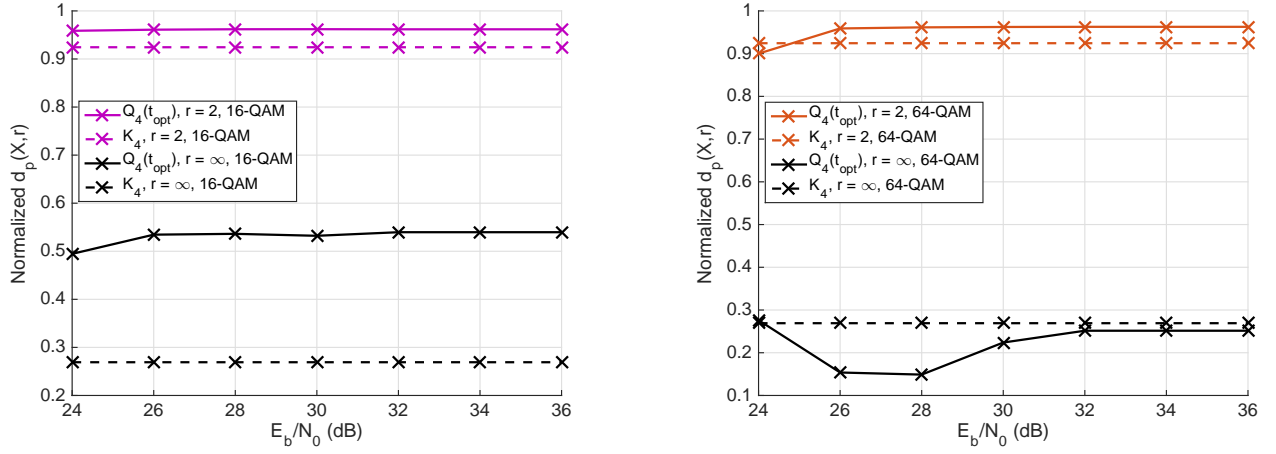 1
0.9
0.8
0.7
0.6
0.5
0.4
0.3
0.2
24 26 28 30 32 34 36
E_b/N_0 (dB)
Normalized d_p(X,r)
Q_4(t_opt), r = 2, 16-QAM
K_4, r = 2, 16-QAM
Q_4(t_opt), r = ∞, 16-QAM
K_4, r = ∞, 16-QAM
1
0.9
0.8
0.7
0.6
0.5
0.4
0.3
0.2
0.1
24 26 28 30 32 34 36
E_b/N_0 (dB)
Normalized d_p(X,r)
Q_4(t_opt), r = 2, 64-QAM
K_4, r = 2, 64-QAM
Q_4(t_opt), r = ∞, 64-QAM
K_4, r = ∞, 64-QAM